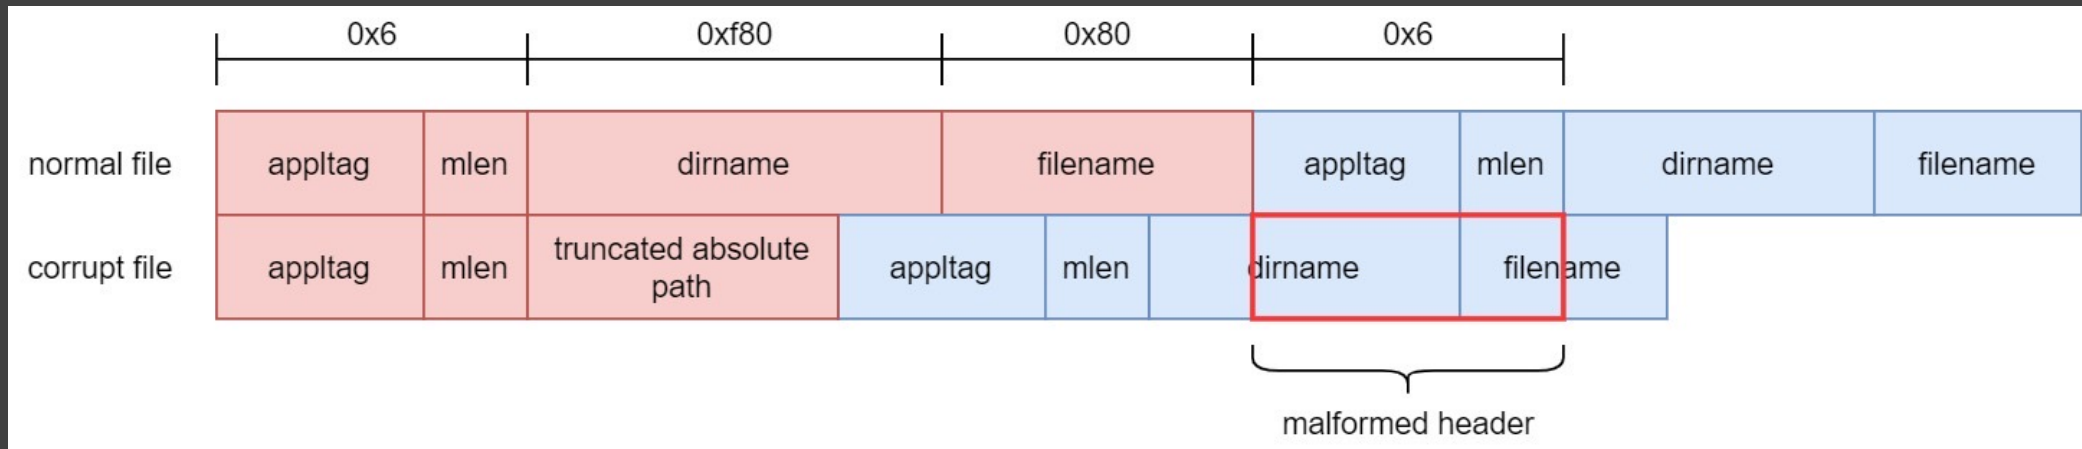 0x6 0xf80 0x80 0x6
normal file appltag mlen dirname filename appltag mlen dirname filename
corrupt file appltag mlen truncated absolute
path appltag mlen dirname filename
malformed header